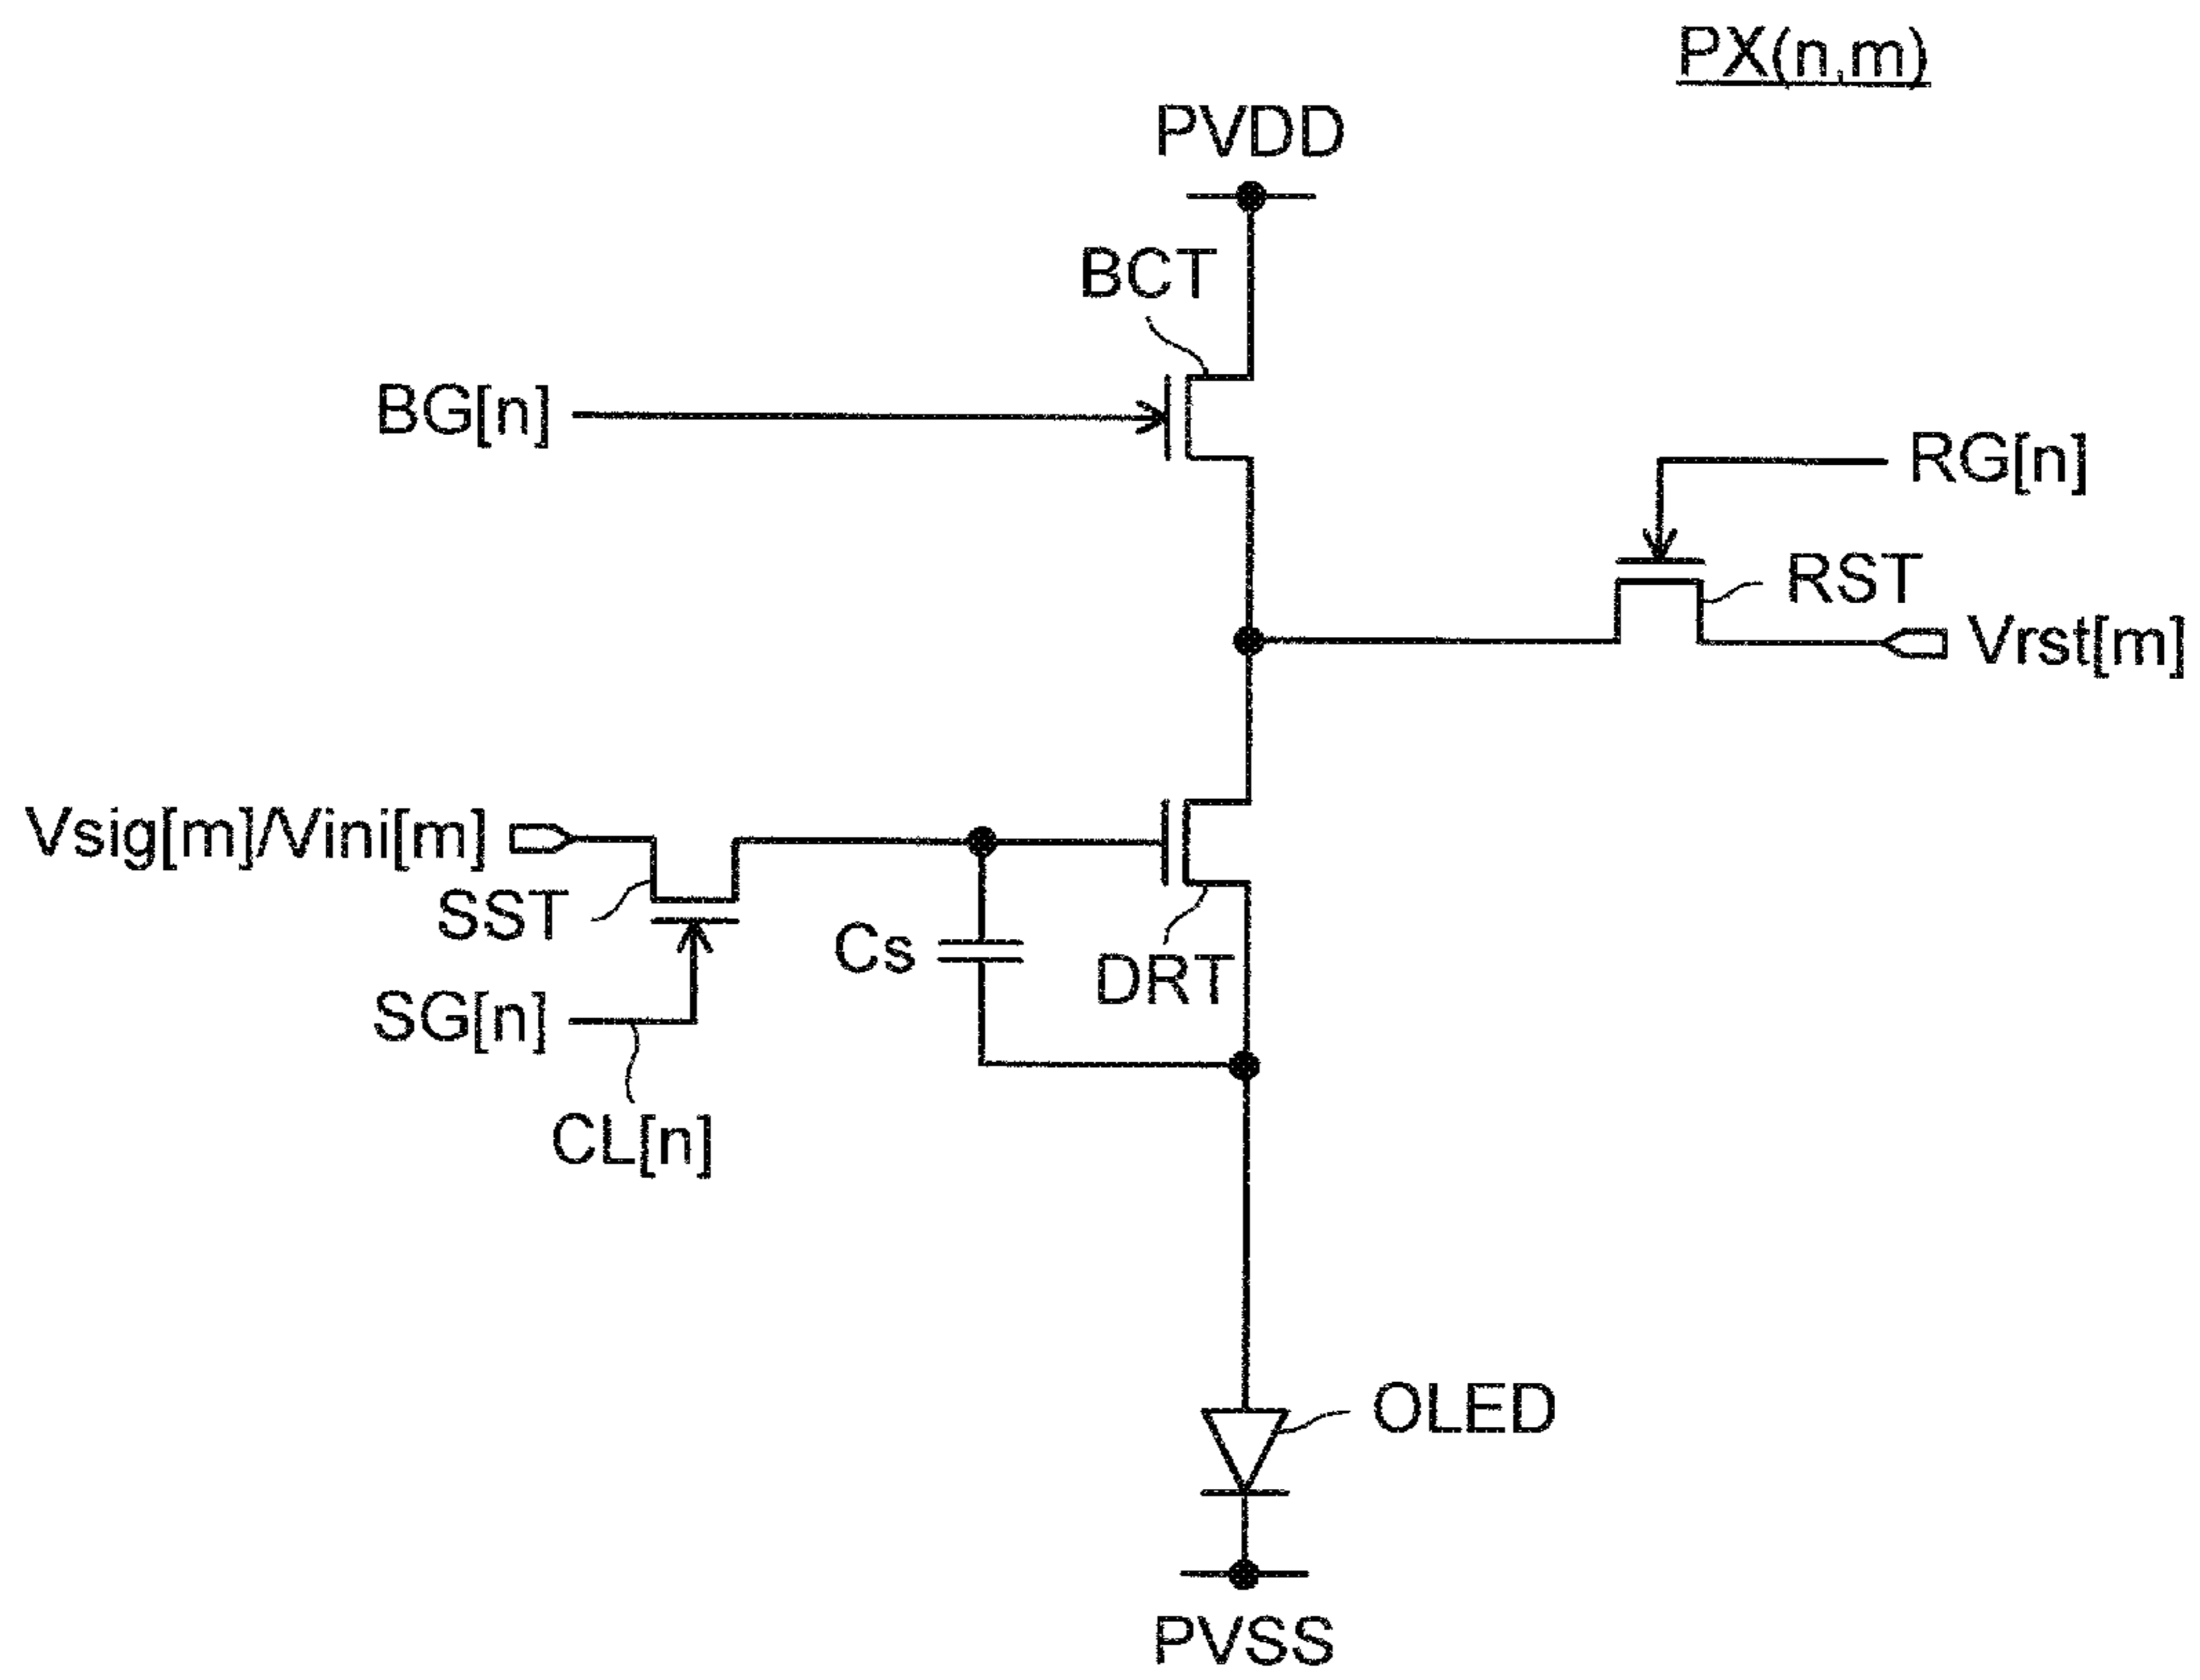 PX(n,m)
PVDD
BCT
BG[n]
RG[n]
RST
Vrst[m]
Vsig[m]/Vini[m]
SST
Cs
DRT
SG[n]
CL[n]
OLED
PVSS